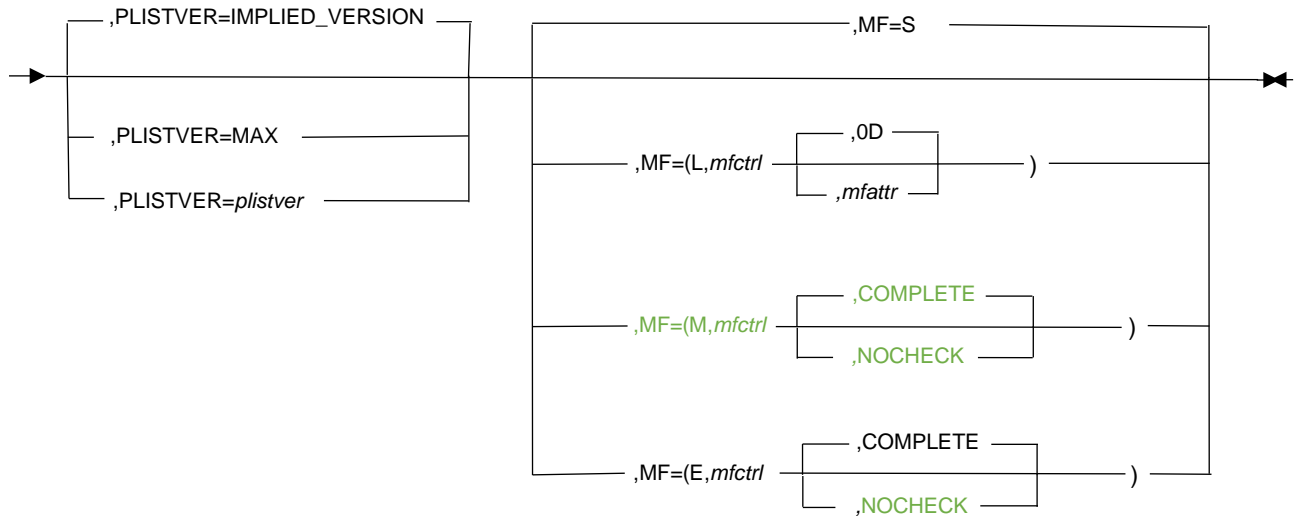 ,PLISTVER=IMPLIED_VERSION
,PLISTVER=MAX
,PLISTVER=plistver
,MF=S
,MF=(L,mfctrl ,0D ,mfattr )
,MF=(M,mfctrl ,COMPLETE ,NOCHECK )
,MF=(E,mfctrl ,COMPLETE ,NOCHECK )